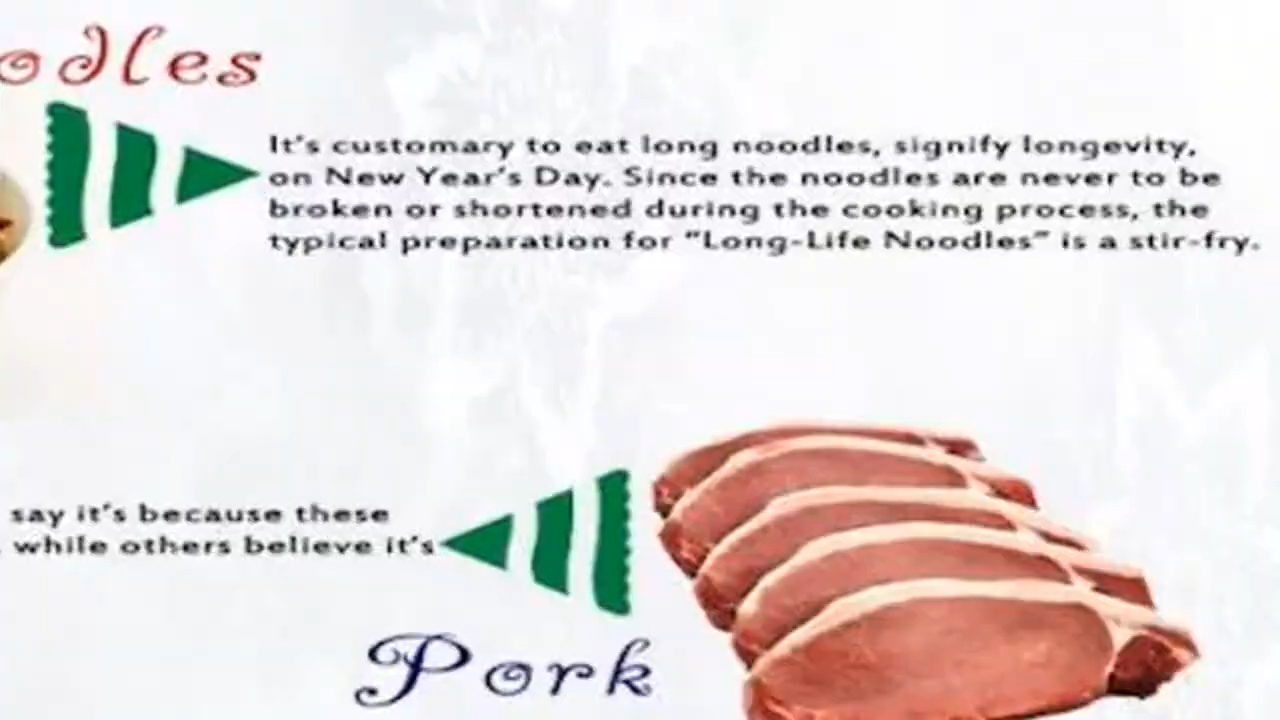 odles
It's customary to eat long noodles, signify longevity,
on New Year's Day. Since the noodles are never to be
broken or shortened during the cooking process, the
typical preparation for "Long-Life Noodles" is a stir-fry.
say it's because these
while others believe it's
Pork